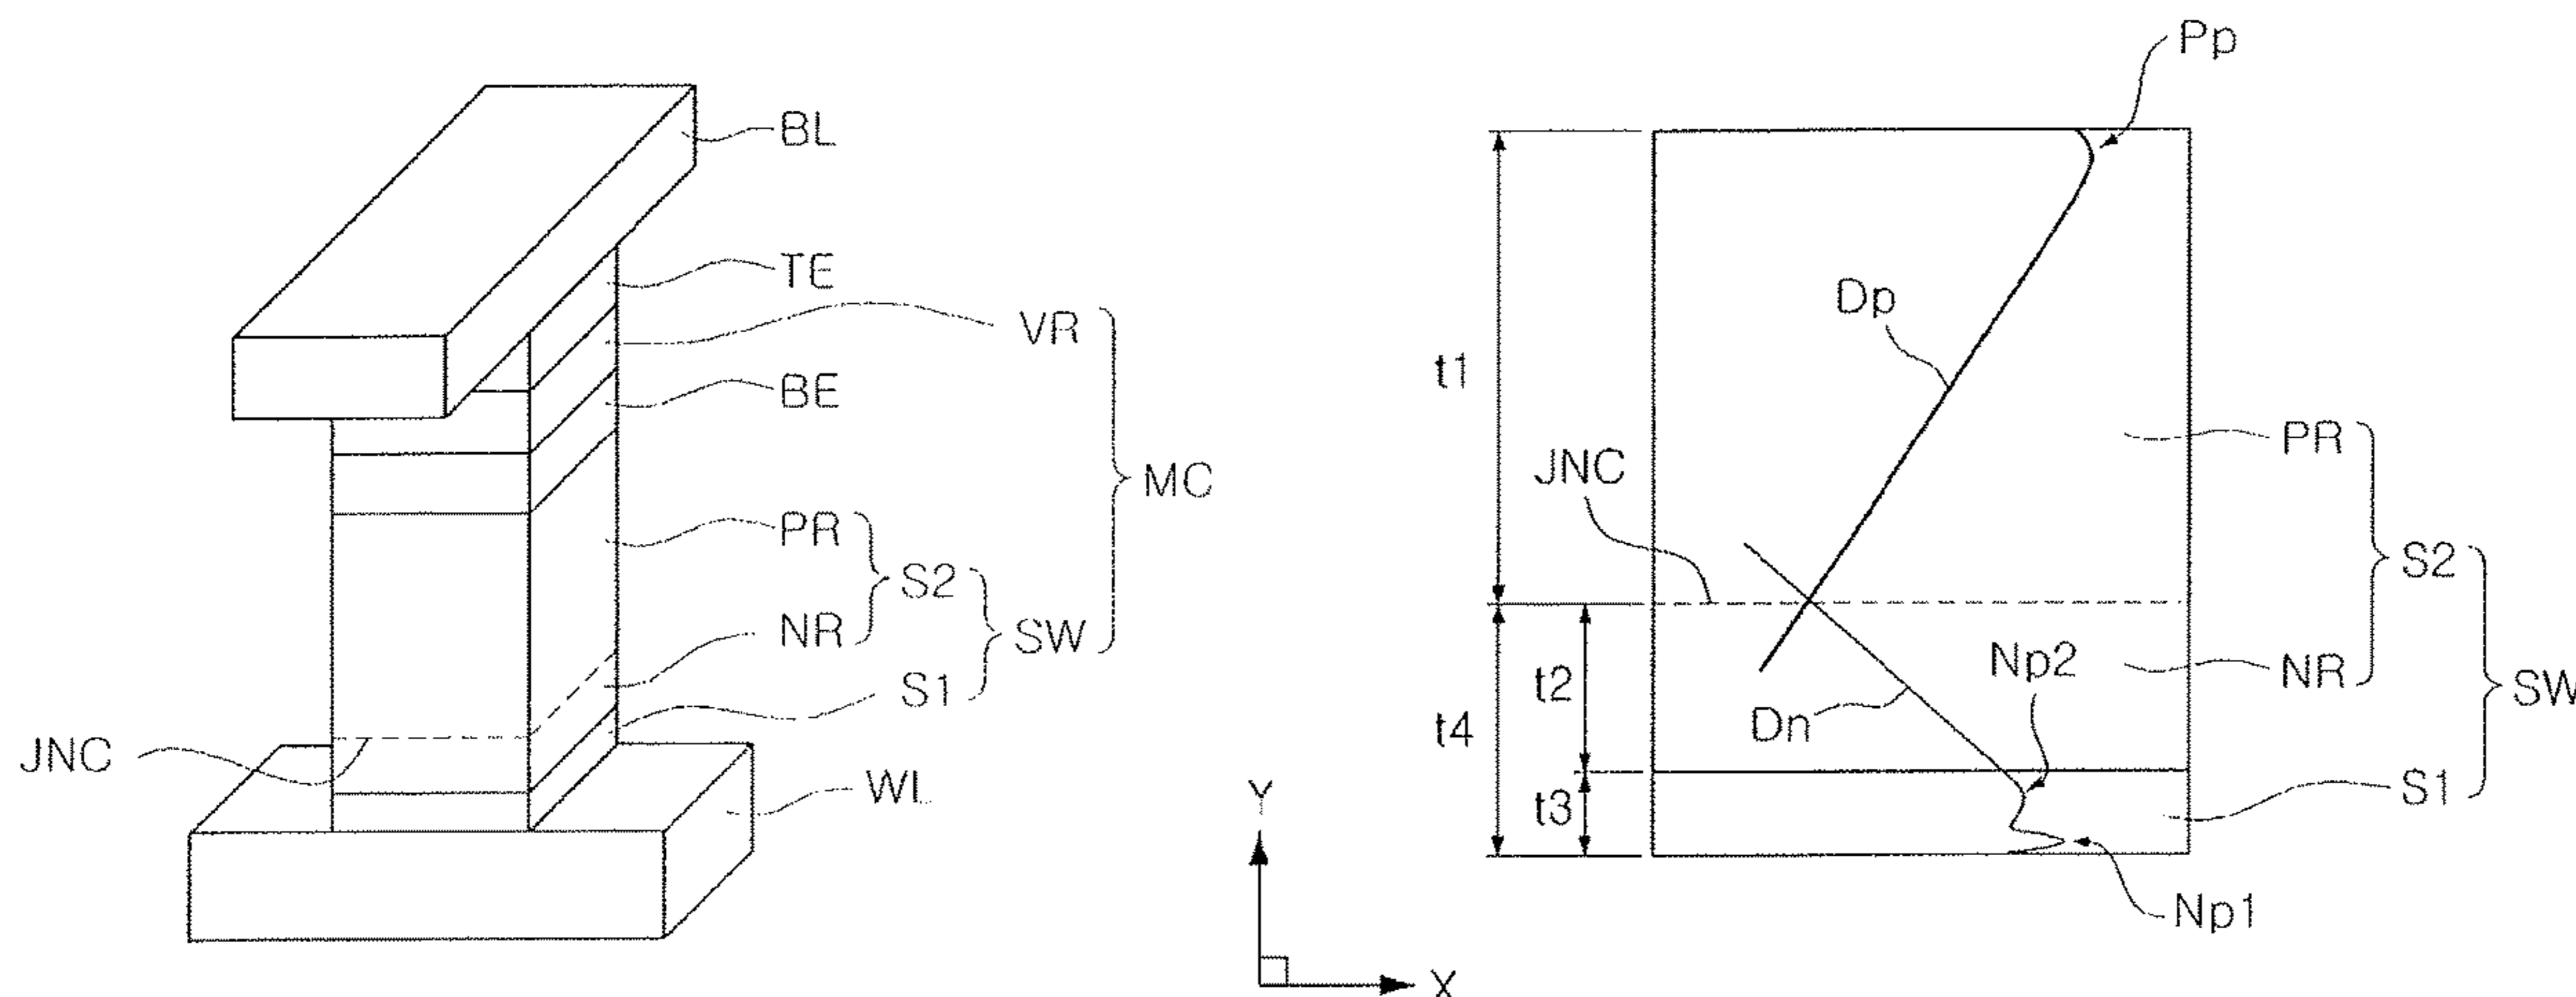 BL
TE
VR
BE
MC
PR
S2
NR
SW
S1
JNC
WL
Pp
Dp
t1
PR
JNC
S2
Np2
NR
SW
t2
Dn
t4
S1
t3
Np1
Y
X